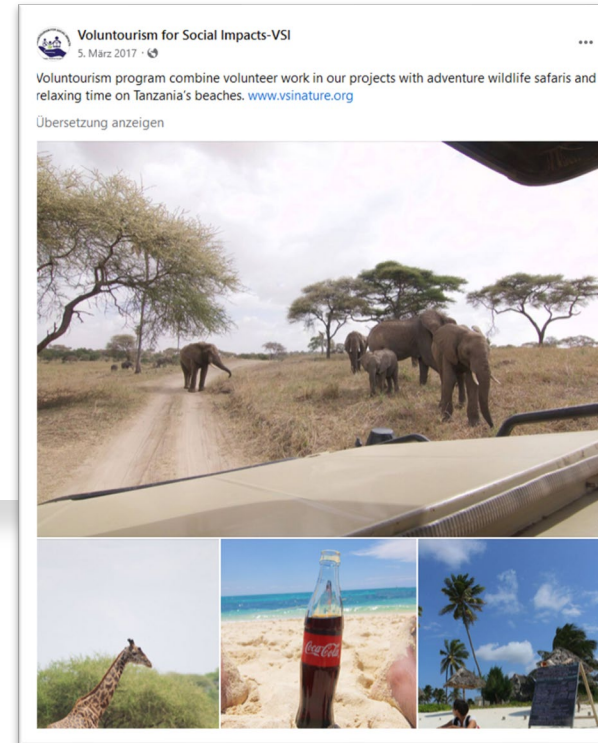 Voluntourism for Social Impacts-VSI
5. März 2017 ·
Voluntourism program combine volunteer work in our projects with adventure wildlife safaris and
relaxing time on Tanzania's beaches. www.vsinature.org
Übersetzung anzeigen
Coca-Cola